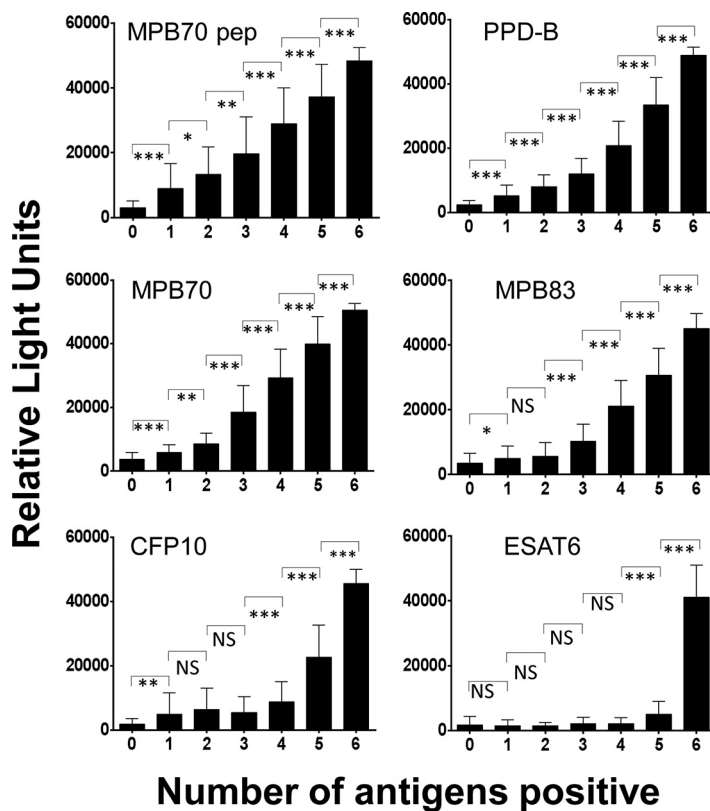 MPB70 pep
60000
40000
20000
0
*** * ** *** *** ***
0 1 2 3 4 5 6
PPD-B
60000
40000
20000
0
*** *** *** *** *** ***
0 1 2 3 4 5 6
MPB70
60000
40000
20000
0
*** ** *** *** *** ***
0 1 2 3 4 5 6
MPB83
60000
40000
20000
0
* NS *** *** *** ***
0 1 2 3 4 5 6
CFP10
60000
40000
20000
0
** NS NS *** *** ***
0 1 2 3 4 5 6
ESAT6
60000
40000
20000
0
NS NS NS NS *** ***
0 1 2 3 4 5 6
Relative Light Units
Number of antigens positive